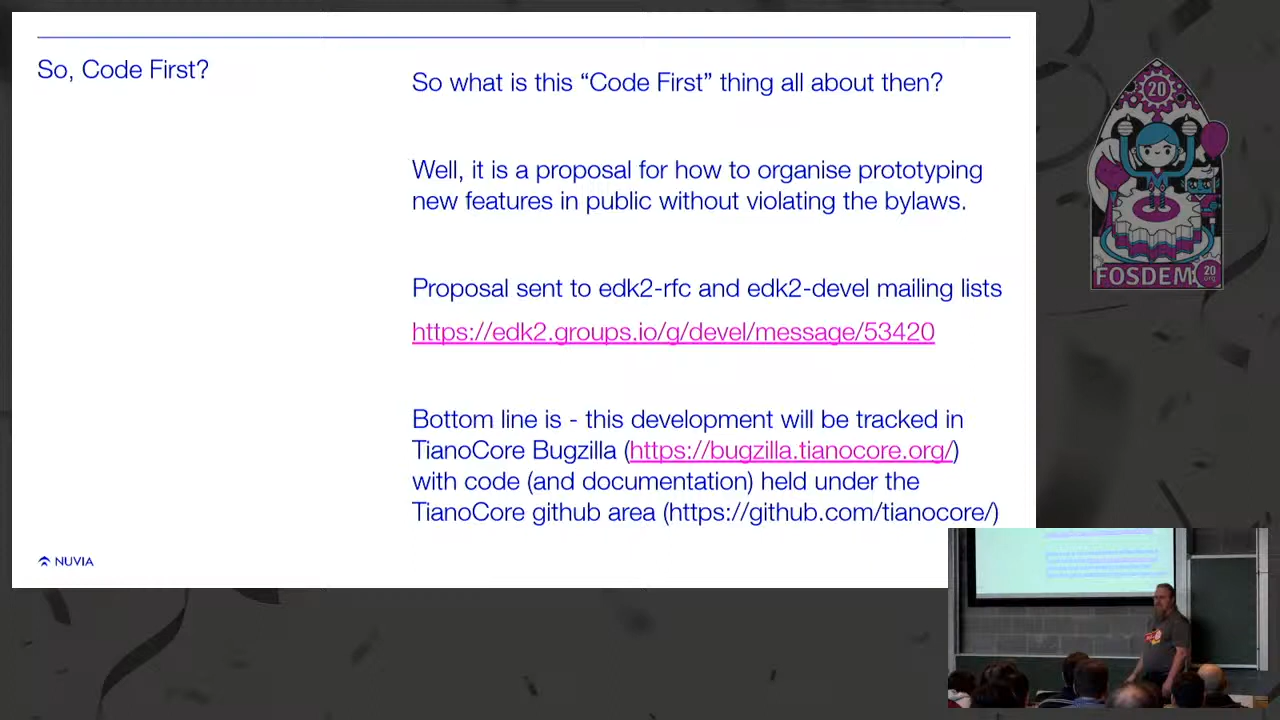 So, Code First?
So what is this “Code First” thing all about then?
Well, it is a proposal for how to organise prototyping
new features in public without violating the bylaws.
Proposal sent to edk2-rfc and edk2-devel mailing lists
https://edk2.groups.io/g/devel/message/53420
Bottom line is - this development will be tracked in
TianoCore Bugzilla (https://bugzilla.tianocore.org/)
with code (and documentation) held under the
TianoCore github area (https://github.com/tianocore/)
NUVIA
20
FOSDEM
20